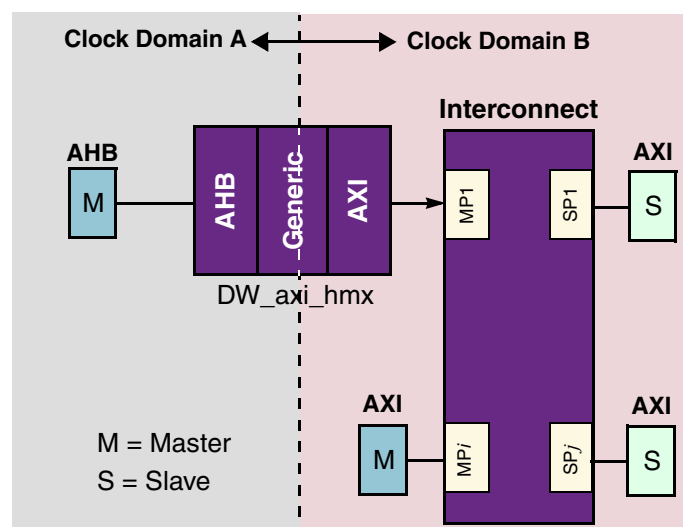 Clock Domain A
Clock Domain B
Interconnect
AHB
M
AHB
Generic
AXI
DW_axi_hmx
MP1
SP1
AXI
S
M = Master
S = Slave
AXI
M
MPi
SPj
AXI
S